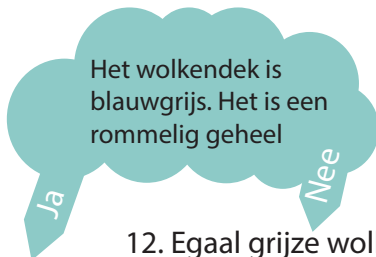 Het wolkendek is
blauwgrijs. Het is een
rommelig geheel
Ja
Nee
12. Egaal grijze wol